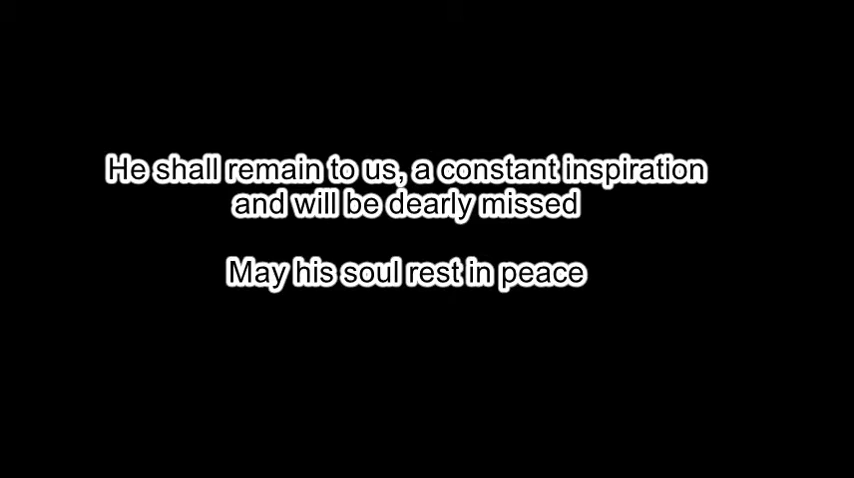 He shall remain to us, a constant inspiration
and will be dearly missed
May his soul rest in peace